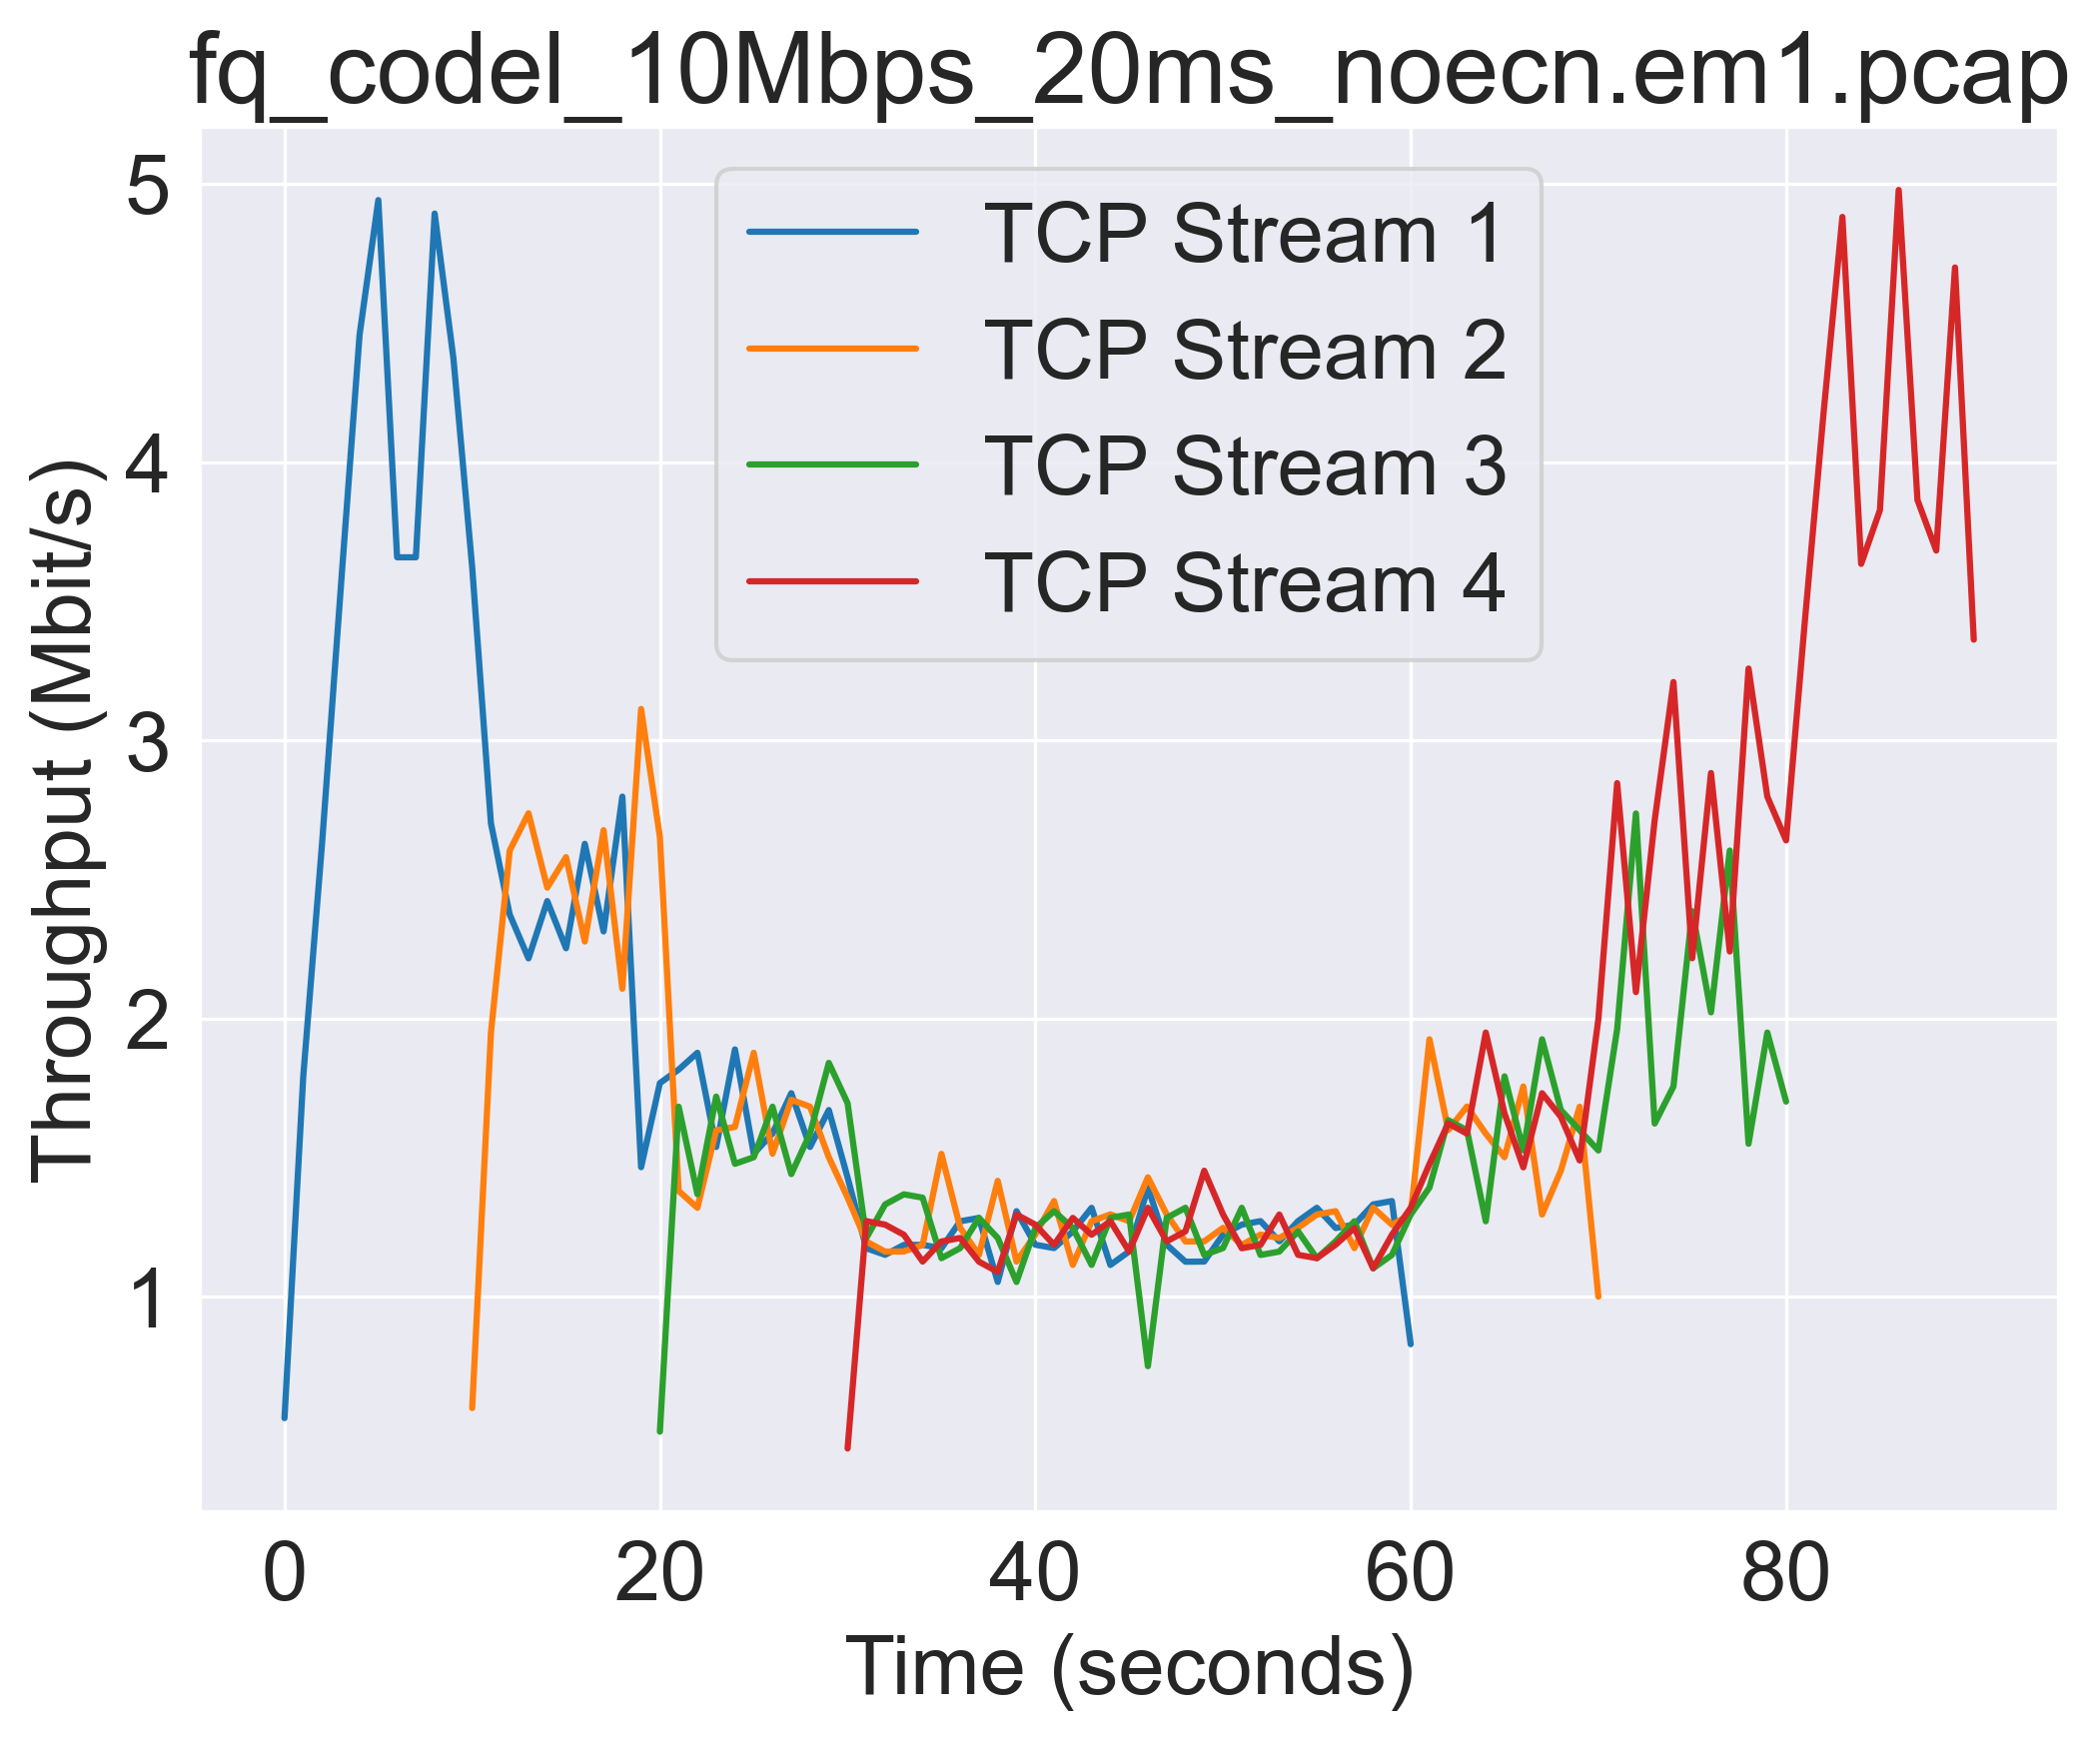 fq_codel_10Mbps_20ms_noecn.em1.pcap
TCP Stream 1
TCP Stream 2
TCP Stream 3
TCP Stream 4
Throughput (Mbit/s)
5
4
3
2
1
0 20 40 60 80
Time (seconds)